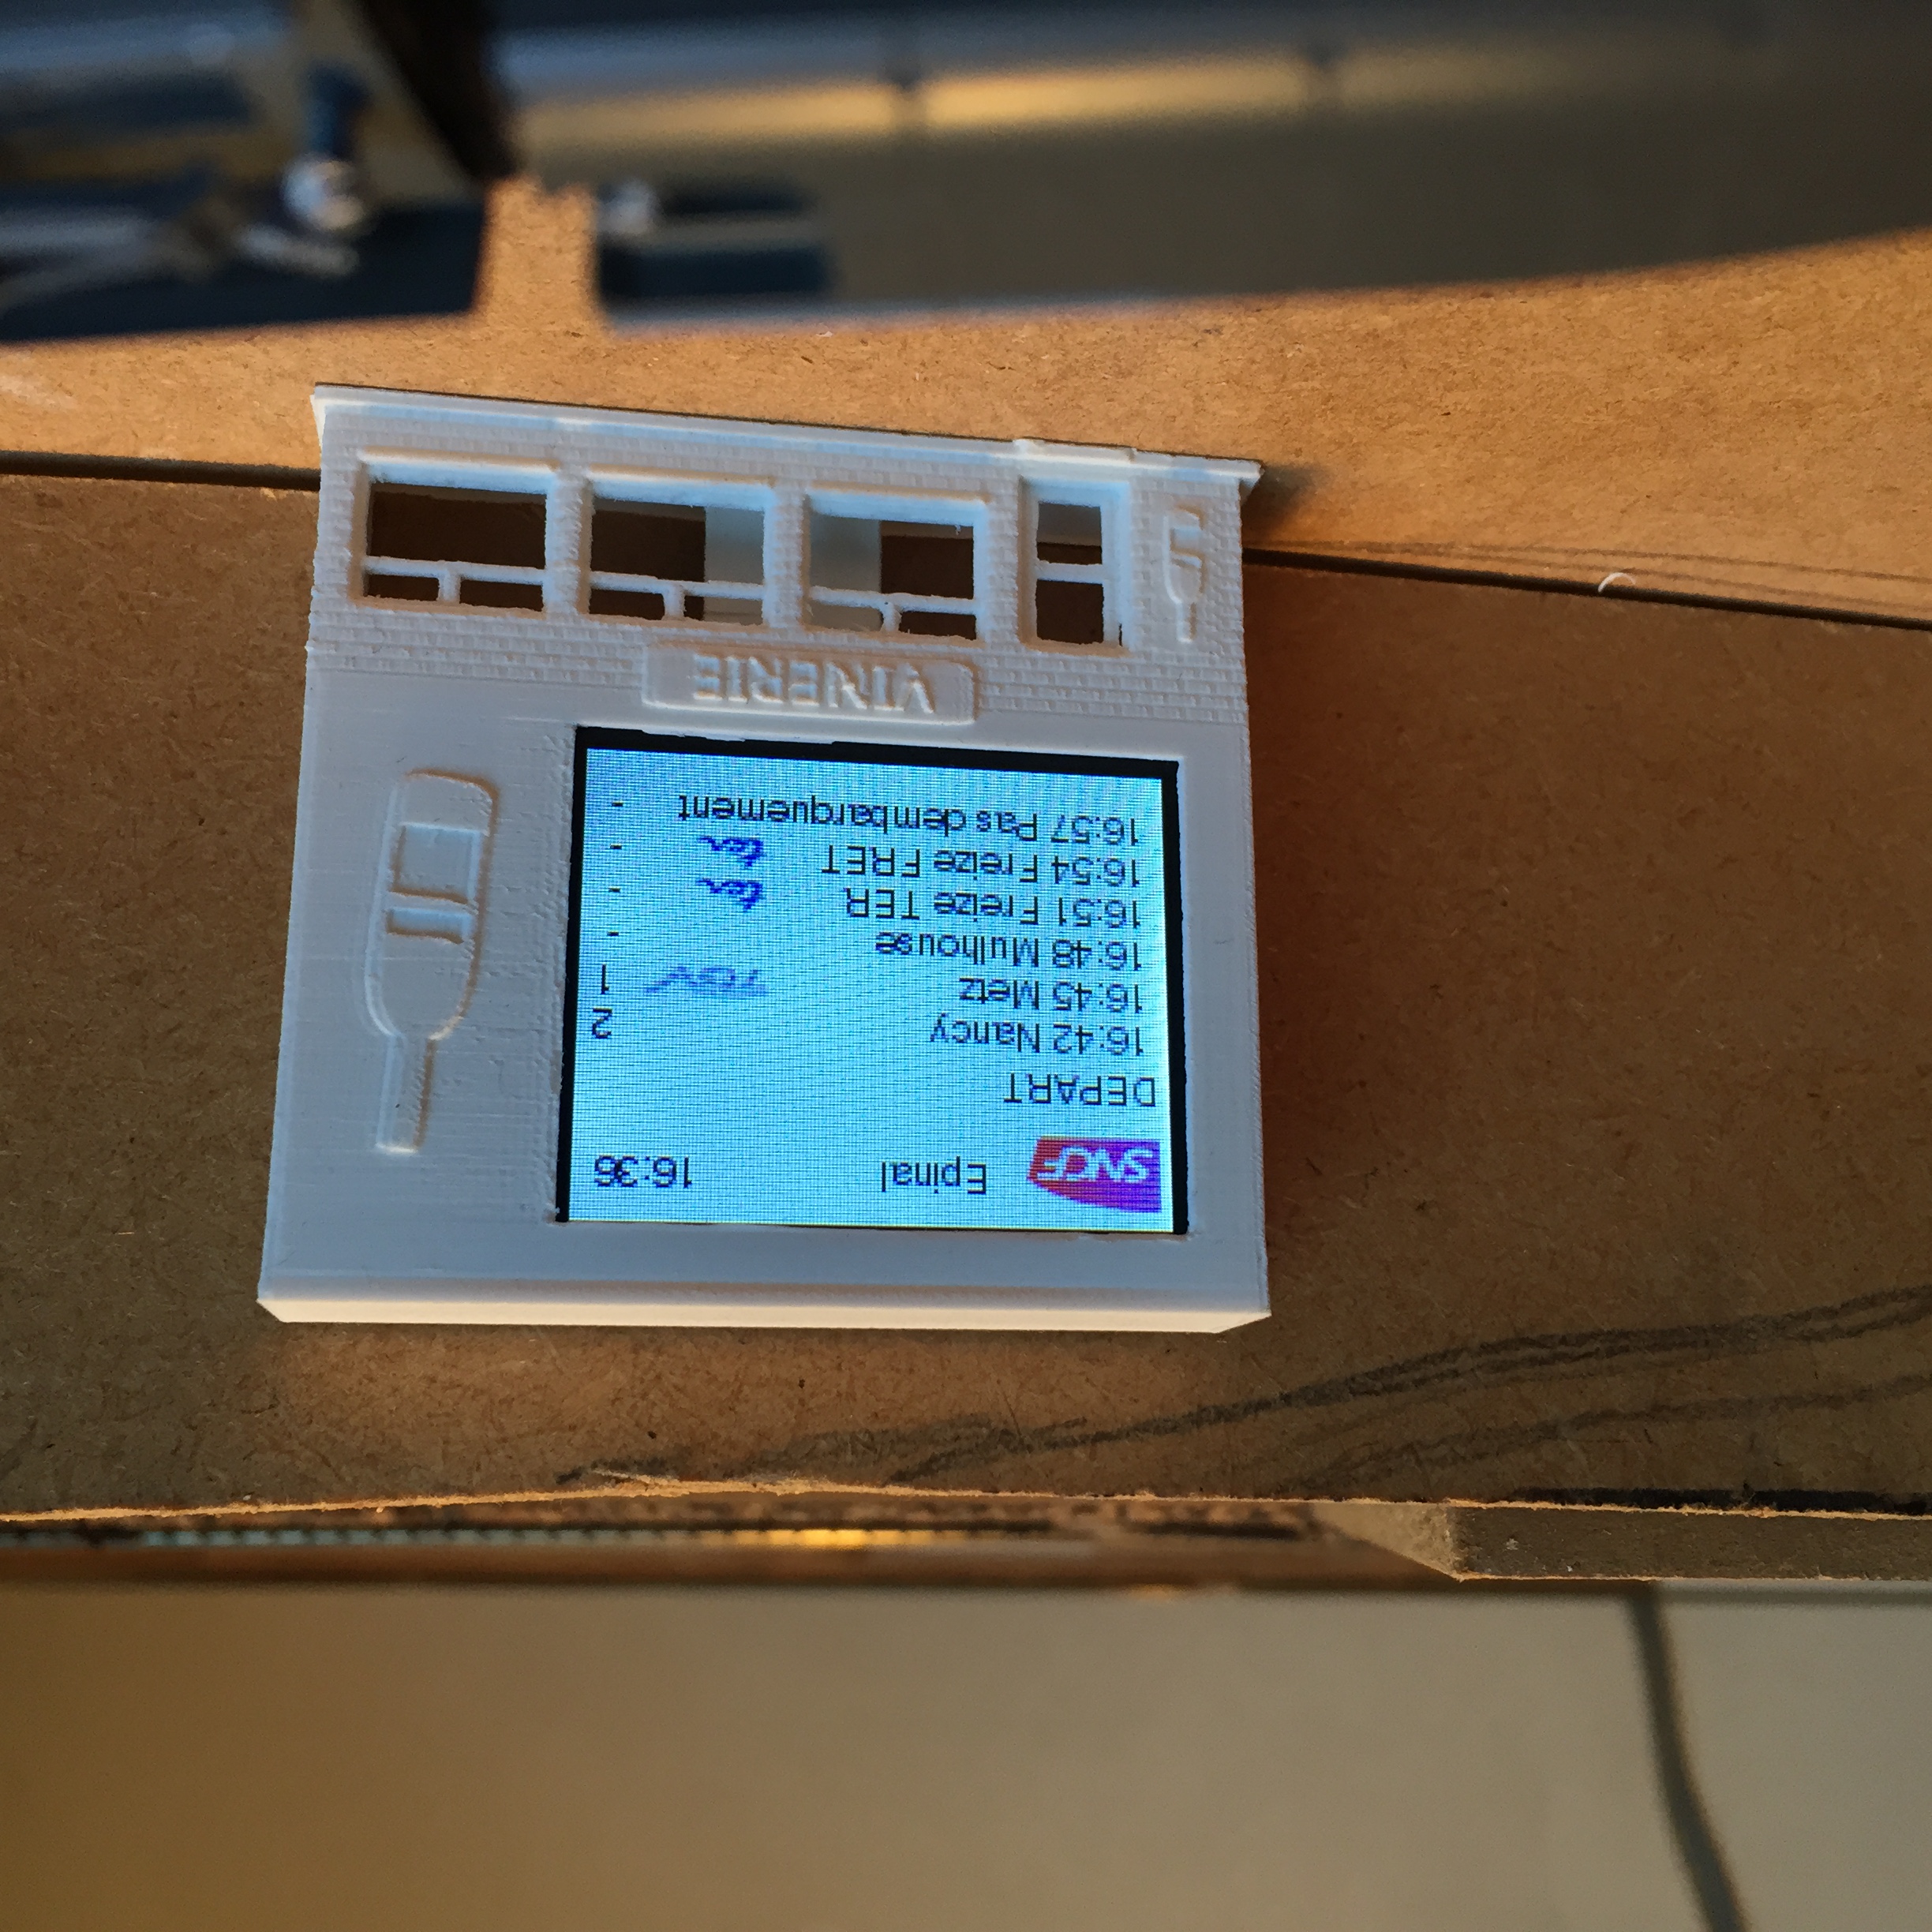 SNCF Epinal 16:36
DEPART
16:42 Nancy 2
16:45 Metz TGV 1
16:48 Mulhouse -
16:51 Freize TER ter -
16:54 Freize FRET ter -
16:57 Pas dembarquement -
VINERIE